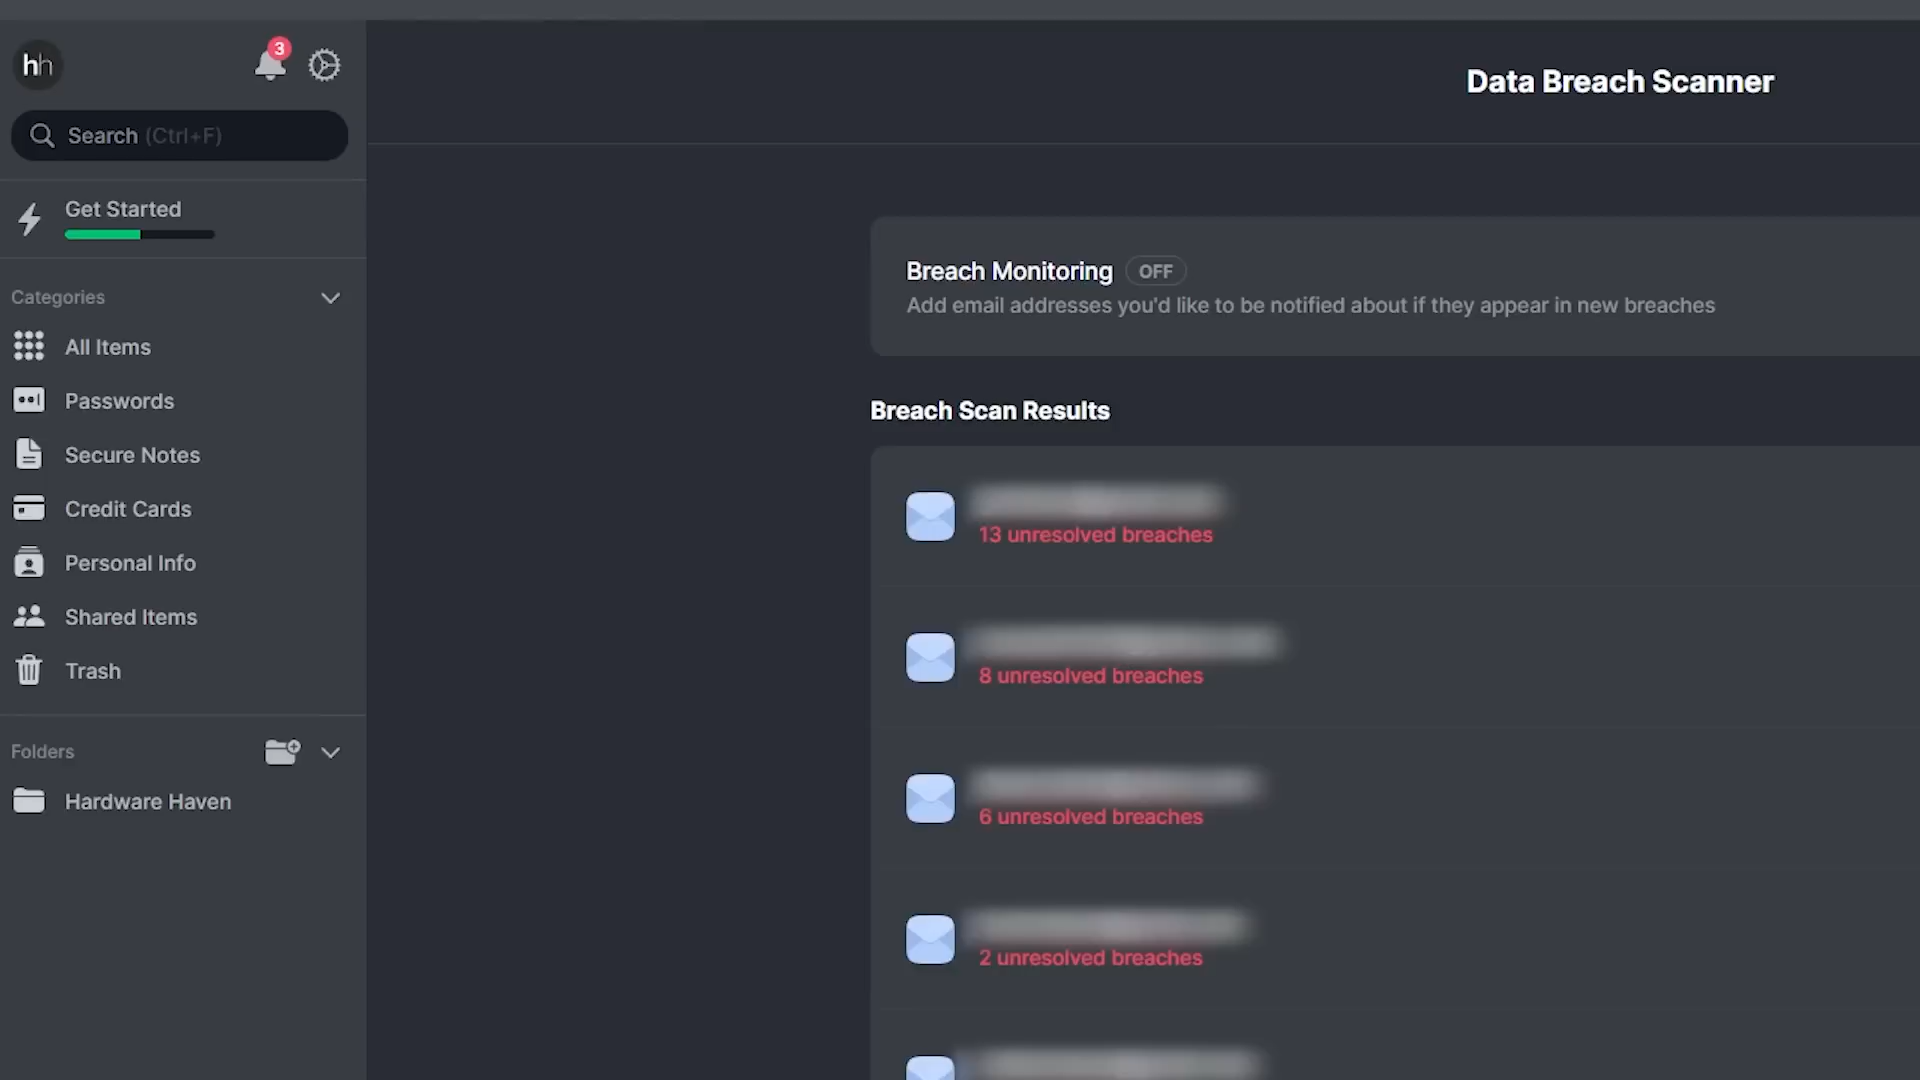 hh
3
Search (Ctrl+F)
Get Started
Categories
All Items
Passwords
Secure Notes
Credit Cards
Personal Info
Shared Items
Trash
Folders
Hardware Haven
Data Breach Scanner
Breach Monitoring OFF
Add email addresses you'd like to be notified about if they appear in new breaches
Breach Scan Results
13 unresolved breaches
8 unresolved breaches
6 unresolved breaches
2 unresolved breaches